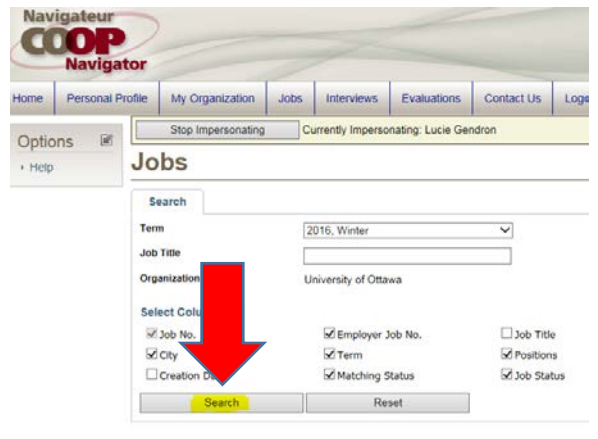 Navigateur
COOP
Navigator
Home Personal Profile My Organization Jobs Interviews Evaluations Contact Us
Options
Help
Stop Impersonating Currently Impersonating: Lucie Gendron
Jobs
Search
Term 2016, Winter
Job Title
Organization University of Ottawa
Select
Job No. Employer Job No. Job Title
City Term Positions
Creation Matching Status Job Status
Search Reset